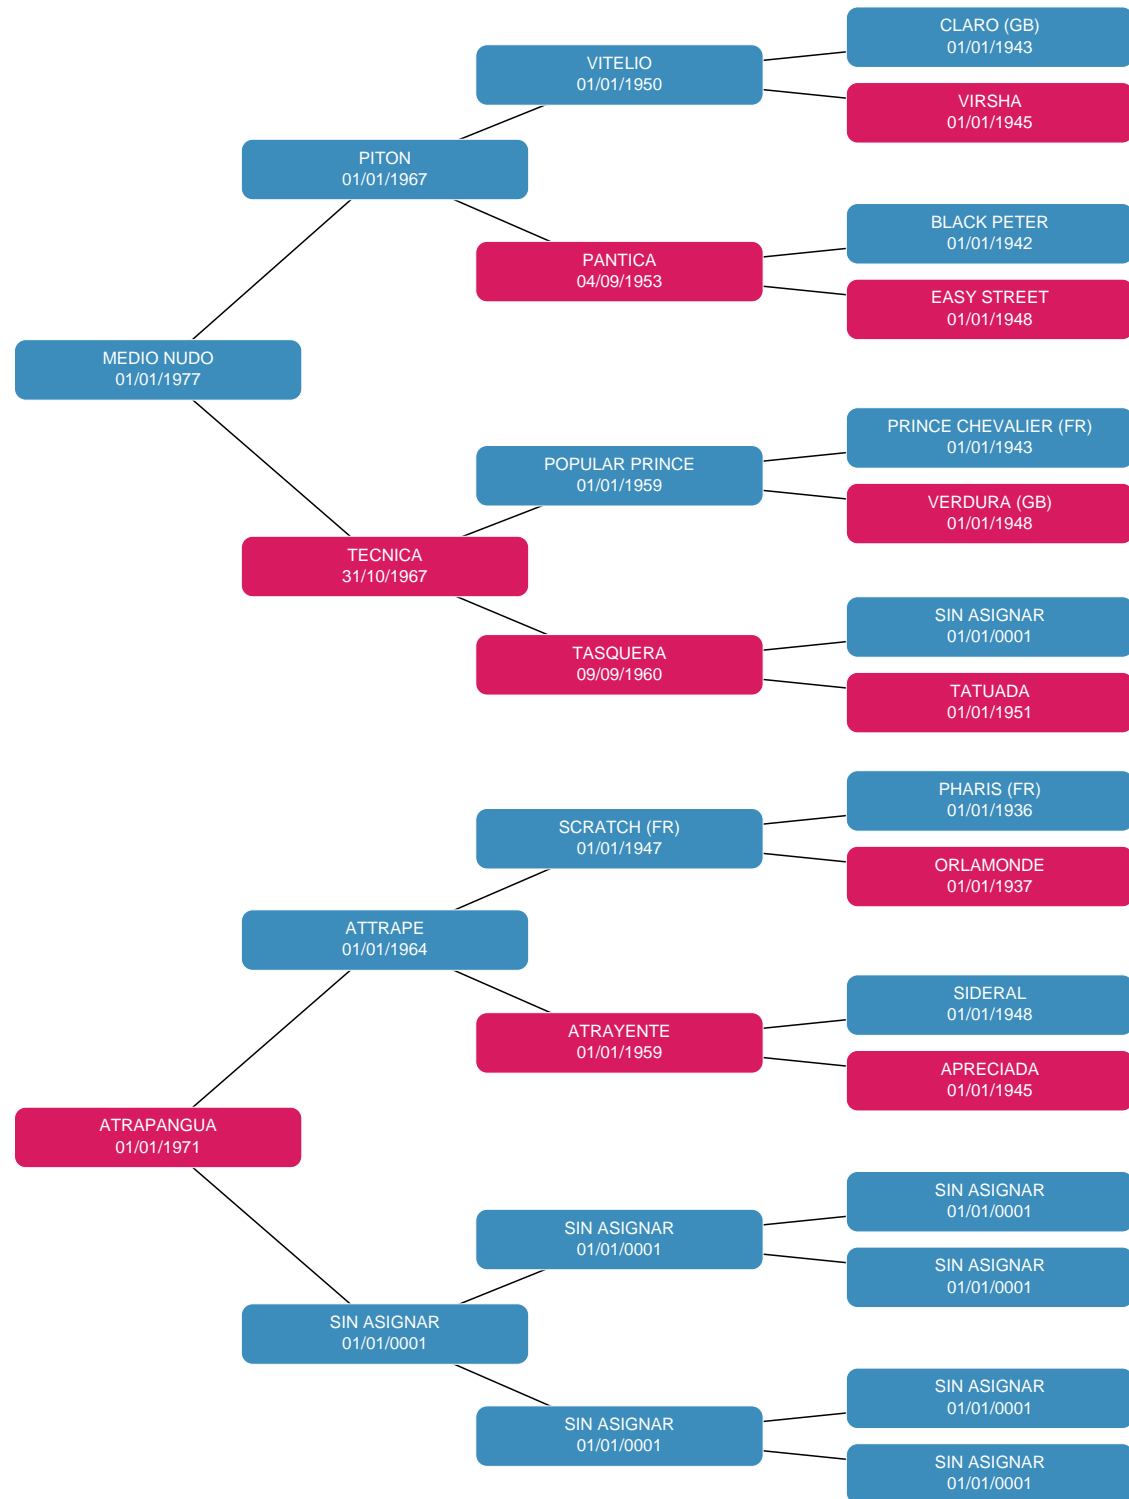 CLARO (GB)
01/01/1943
VITELIO
01/01/1950
VIRSHA
01/01/1945
PITON
01/01/1967
BLACK PETER
01/01/1942
PANTICA
04/09/1953
EASY STREET
01/01/1948
MEDIO NUDO
01/01/1977
PRINCE CHEVALIER (FR)
01/01/1943
POPULAR PRINCE
01/01/1959
VERDURA (GB)
01/01/1948
TECNICA
31/10/1967
SIN ASIGNAR
01/01/0001
TASQUERA
09/09/1960
TATUADA
01/01/1951
PHARIS (FR)
01/01/1936
SCRATCH (FR)
01/01/1947
ORLAMONDE
01/01/1937
ATTRAPE
01/01/1964
SIDERAL
01/01/1948
ATRAYENTE
01/01/1959
APRECIADA
01/01/1945
ATRAPANGUA
01/01/1971
SIN ASIGNAR
01/01/0001
SIN ASIGNAR
01/01/0001
SIN ASIGNAR
01/01/0001
SIN ASIGNAR
01/01/0001
SIN ASIGNAR
01/01/0001
SIN ASIGNAR
01/01/0001
SIN ASIGNAR
01/01/0001